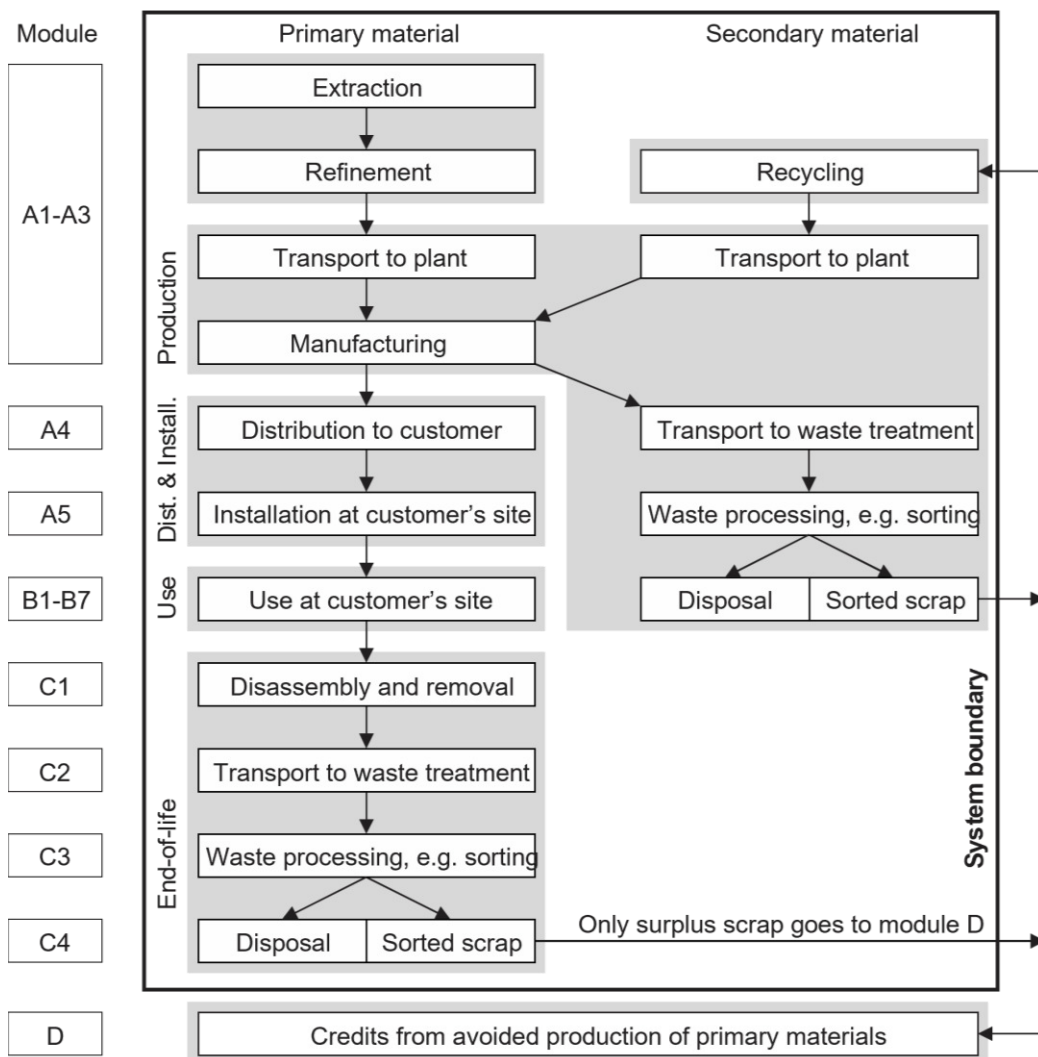 Module
Primary material
Secondary material
A1-A3
Extraction
Refinement
Recycling
Production
Transport to plant
Transport to plant
Manufacturing
A4
Dist. & Install.
Distribution to customer
Transport to waste treatment
A5
Installation at customer's site
Waste processing, e.g. sorting
B1-B7
Use
Use at customer's site
Disposal
Sorted scrap
C1
Disassembly and removal
System boundary
C2
Transport to waste treatment
End-of-life
C3
Waste processing, e.g. sorting
C4
Disposal
Sorted scrap
Only surplus scrap goes to module D
D
Credits from avoided production of primary materials